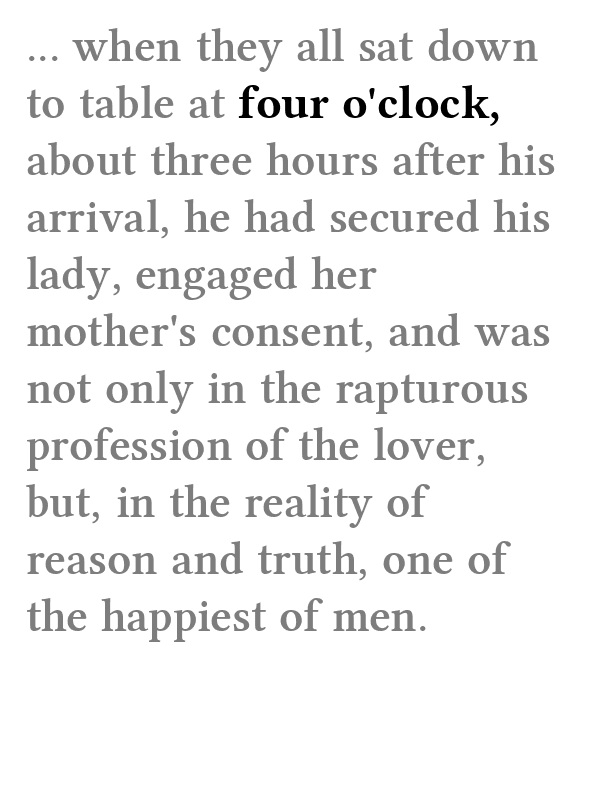 ... when they all sat down
to table at four o'clock,
about three hours after his
arrival, he had secured his
lady, engaged her
mother's consent, and was
not only in the rapturous
profession of the lover,
but, in the reality of
reason and truth, one of
the happiest of men.